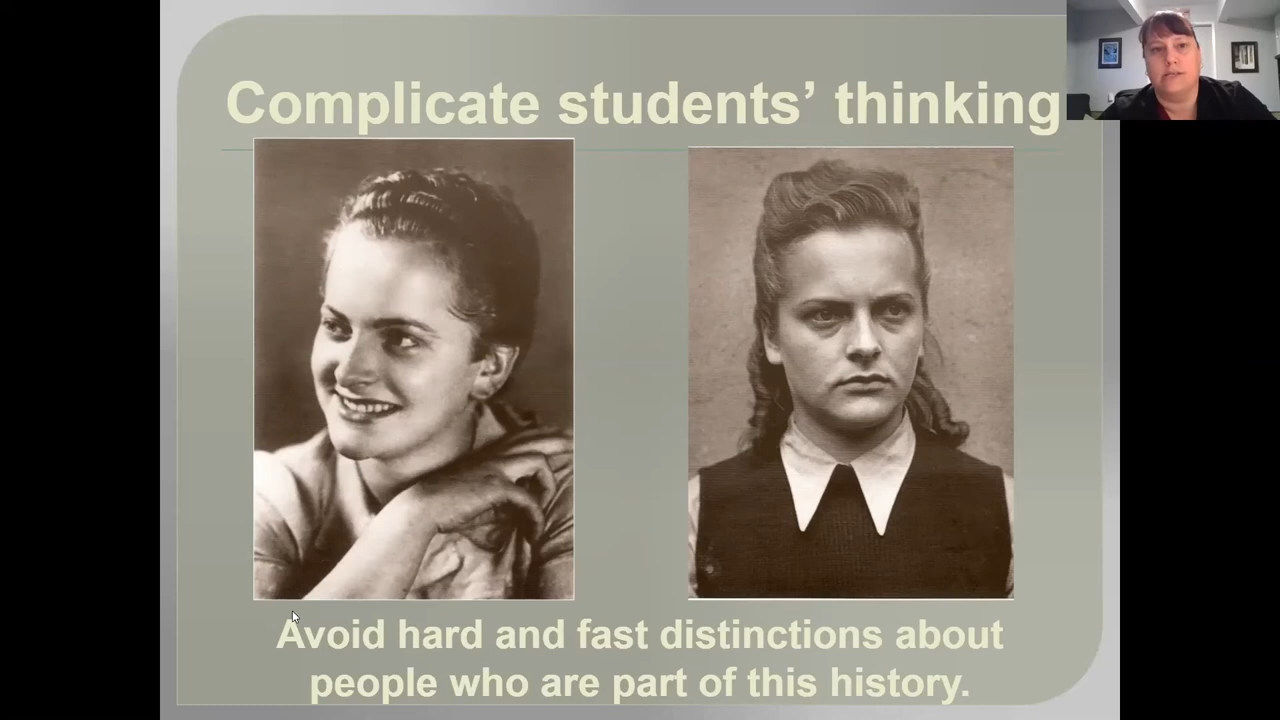 Complicate students’ thinking
Avoid hard and fast distinctions about
people who are part of this history.